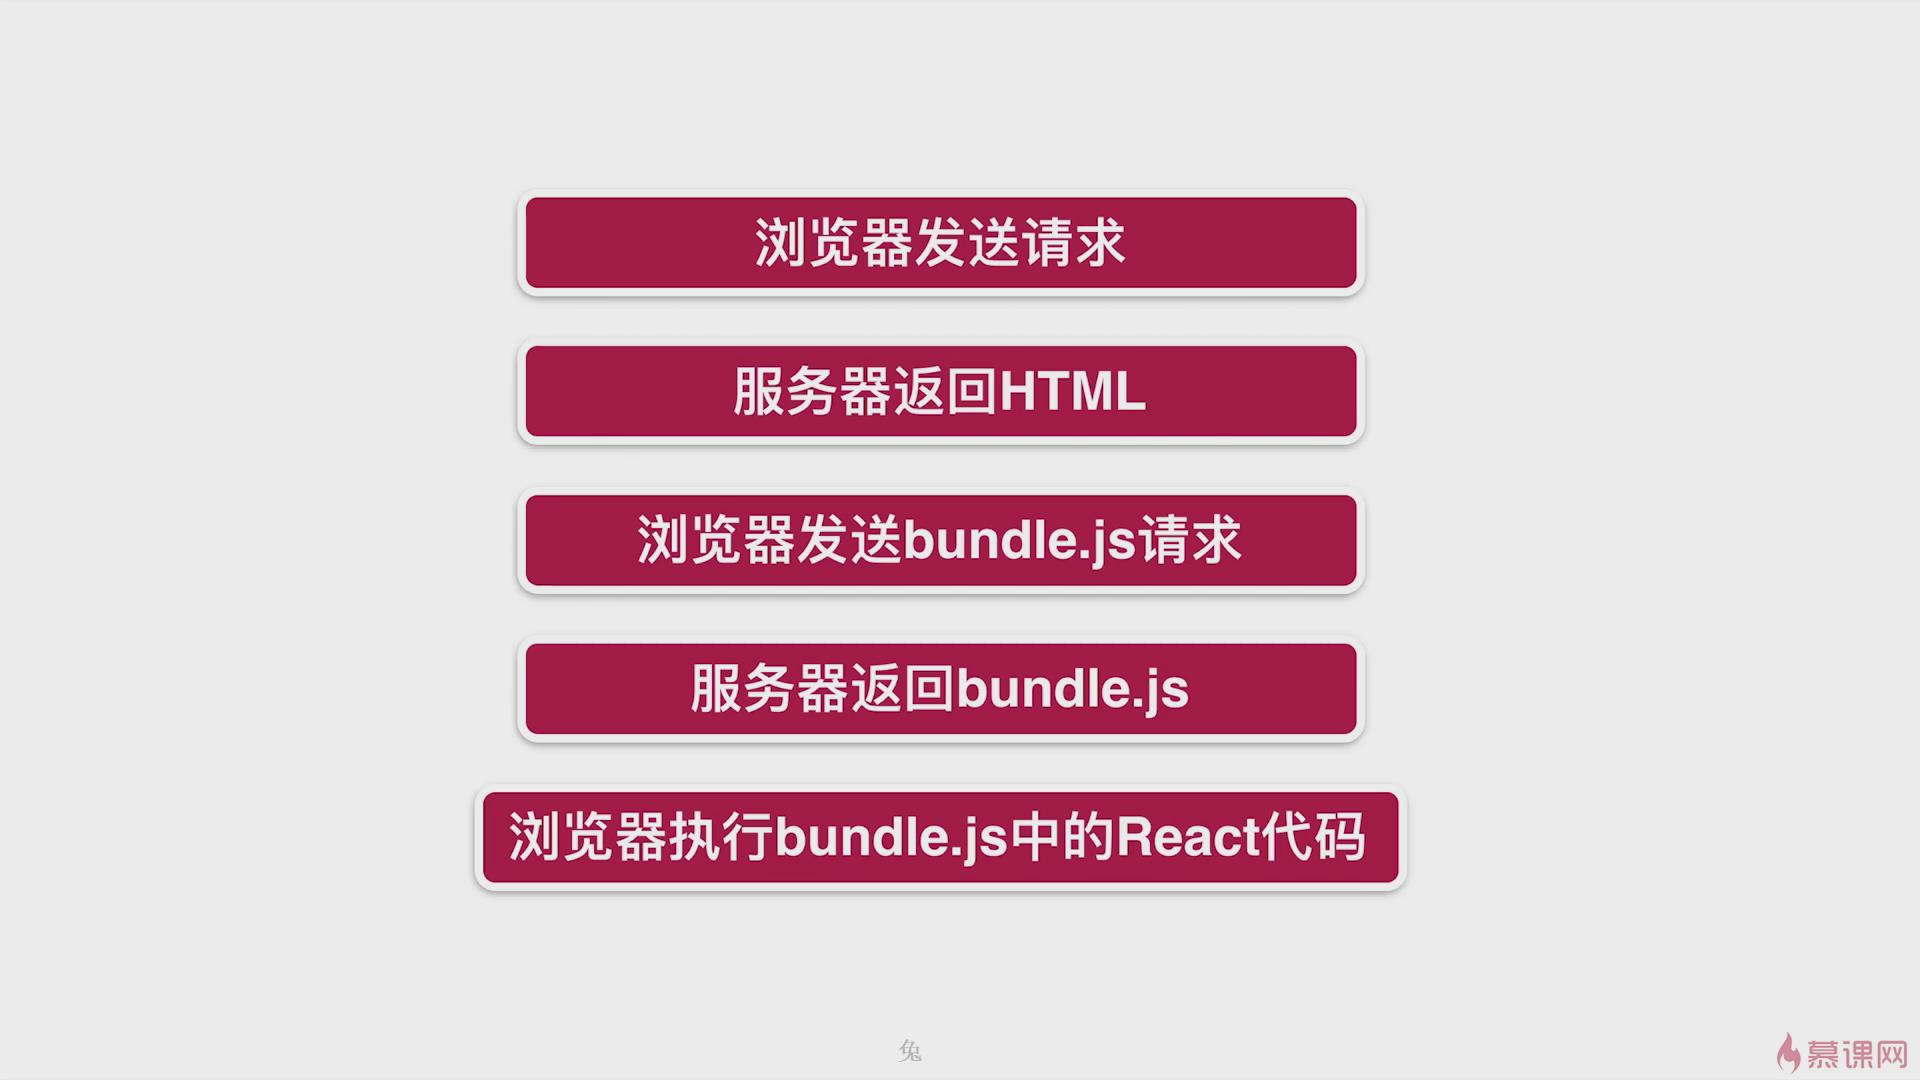 浏览器发送请求
服务器返回HTML
浏览器发送bundle.js请求
服务器返回bundle.js
浏览器执行bundle.js中的React代码
兔
慕课网